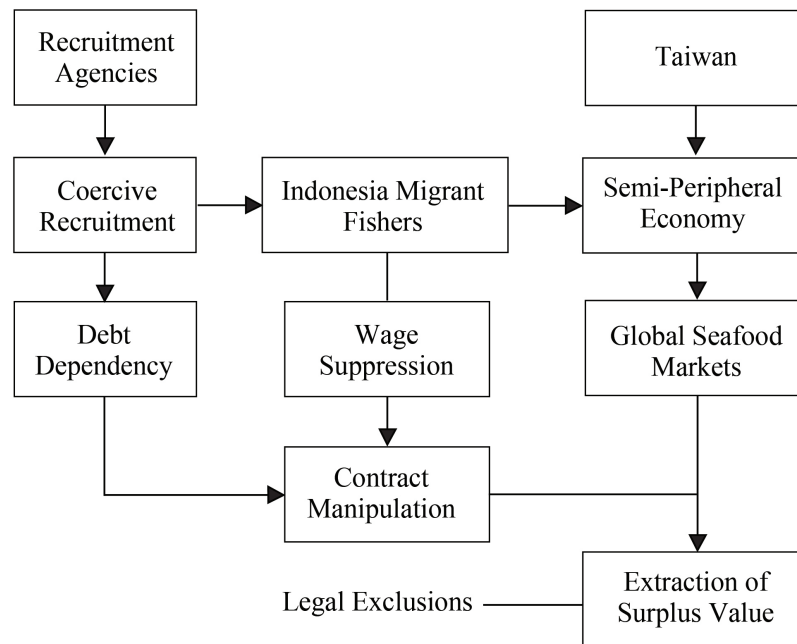 Recruitment
Agencies
Taiwan
Coercive
Recruitment
Indonesia Migrant
Fishers
Semi-Peripheral
Economy
Debt
Dependency
Wage
Suppression
Global Seafood
Markets
Contract
Manipulation
Legal Exclusions
Extraction of
Surplus Value